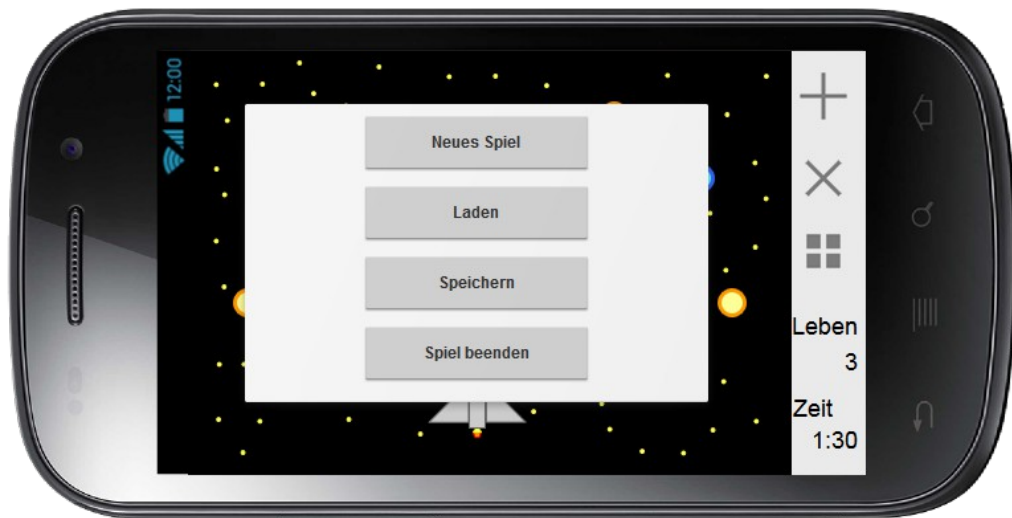 12:00
Neues Spiel
Laden
Speichern
Spiel beenden
Leben
3
Zeit
1:30